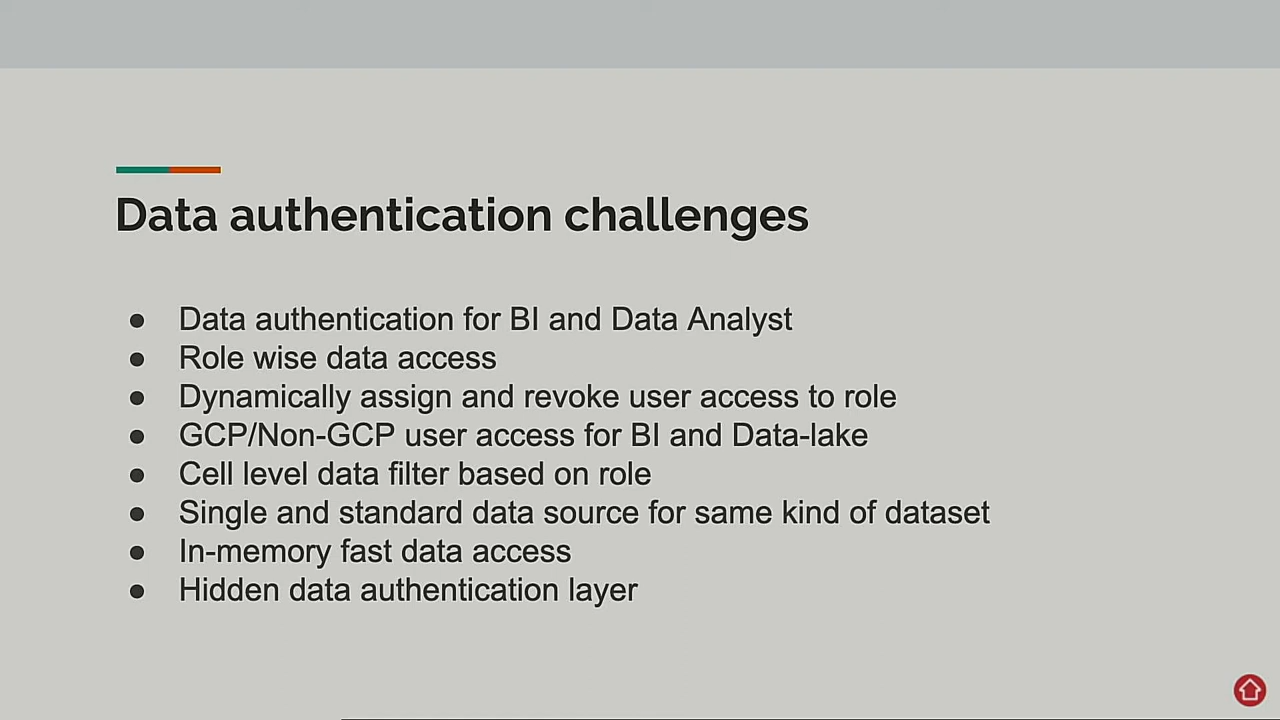 Data authentication challenges
● Data authentication for BI and Data Analyst
● Role wise data access
● Dynamically assign and revoke user access to role
● GCP/Non-GCP user access for BI and Data-lake
● Cell level data filter based on role
● Single and standard data source for same kind of dataset
● In-memory fast data access
● Hidden data authentication layer